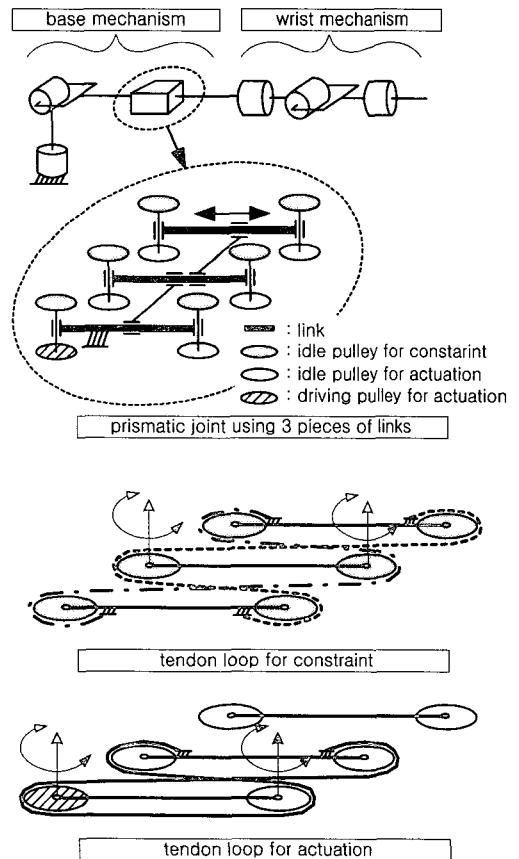 base mechanism
wrist mechanism
: link
: idle pulley for constarint
: idle pulley for actuation
: driving pulley for actuation
prismatic joint using 3 pieces of links
tendon loop for constraint
tendon loop for actuation